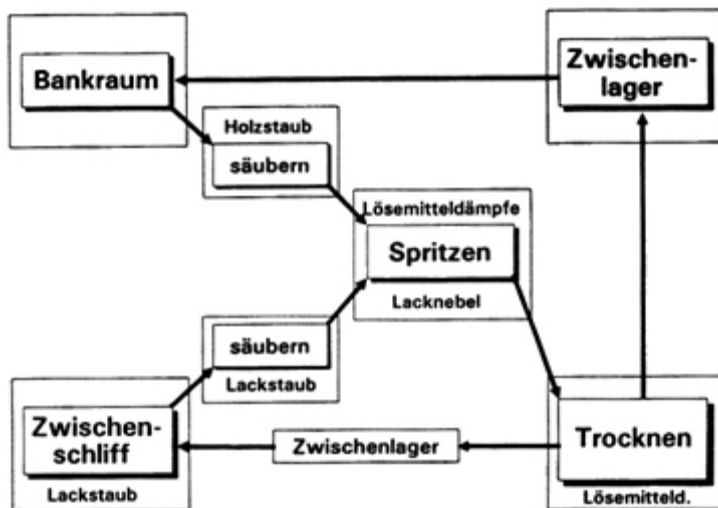 Bankraum
Zwischen-
lager
Holzstaub
säubern
Lösemitteldämpfe
Spritzen
Lacknebel
säubern
Lackstaub
Zwischen-
schliff
Lackstaub
Zwischenlager
Trocknen
Lösemitteld.